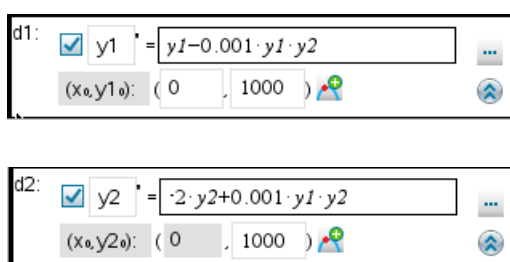 d1: y1 ' = y1−0.001·y1·y2
(x₀,y1₀): ( 0 , 1000 )
d2: y2 ' = -2·y2+0.001·y1·y2
(x₀,y2₀): ( 0 , 1000 )